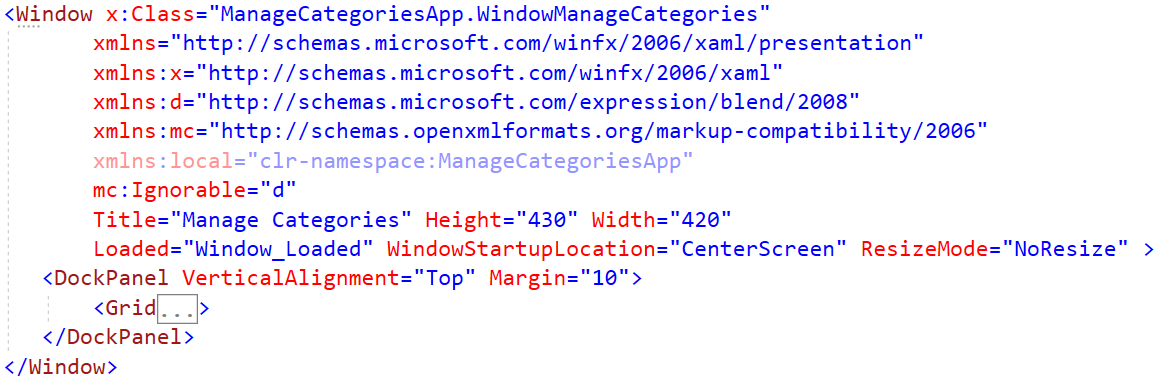 <Window x:Class="ManageCategoriesApp.WindowManageCategories"
xmlns="http://schemas.microsoft.com/winfx/2006/xaml/presentation"
xmlns:x="http://schemas.microsoft.com/winfx/2006/xaml"
xmlns:d="http://schemas.microsoft.com/expression/blend/2008"
xmlns:mc="http://schemas.openxmlformats.org/markup-compatibility/2006"
xmlns:local="clr-namespace:ManageCategoriesApp"
mc:Ignorable="d"
Title="Manage Categories" Height="430" Width="420"
Loaded="Window_Loaded" WindowStartupLocation="CenterScreen" ResizeMode="NoResize" >
<DockPanel VerticalAlignment="Top" Margin="10">
<Grid...>
</DockPanel>
</Window>